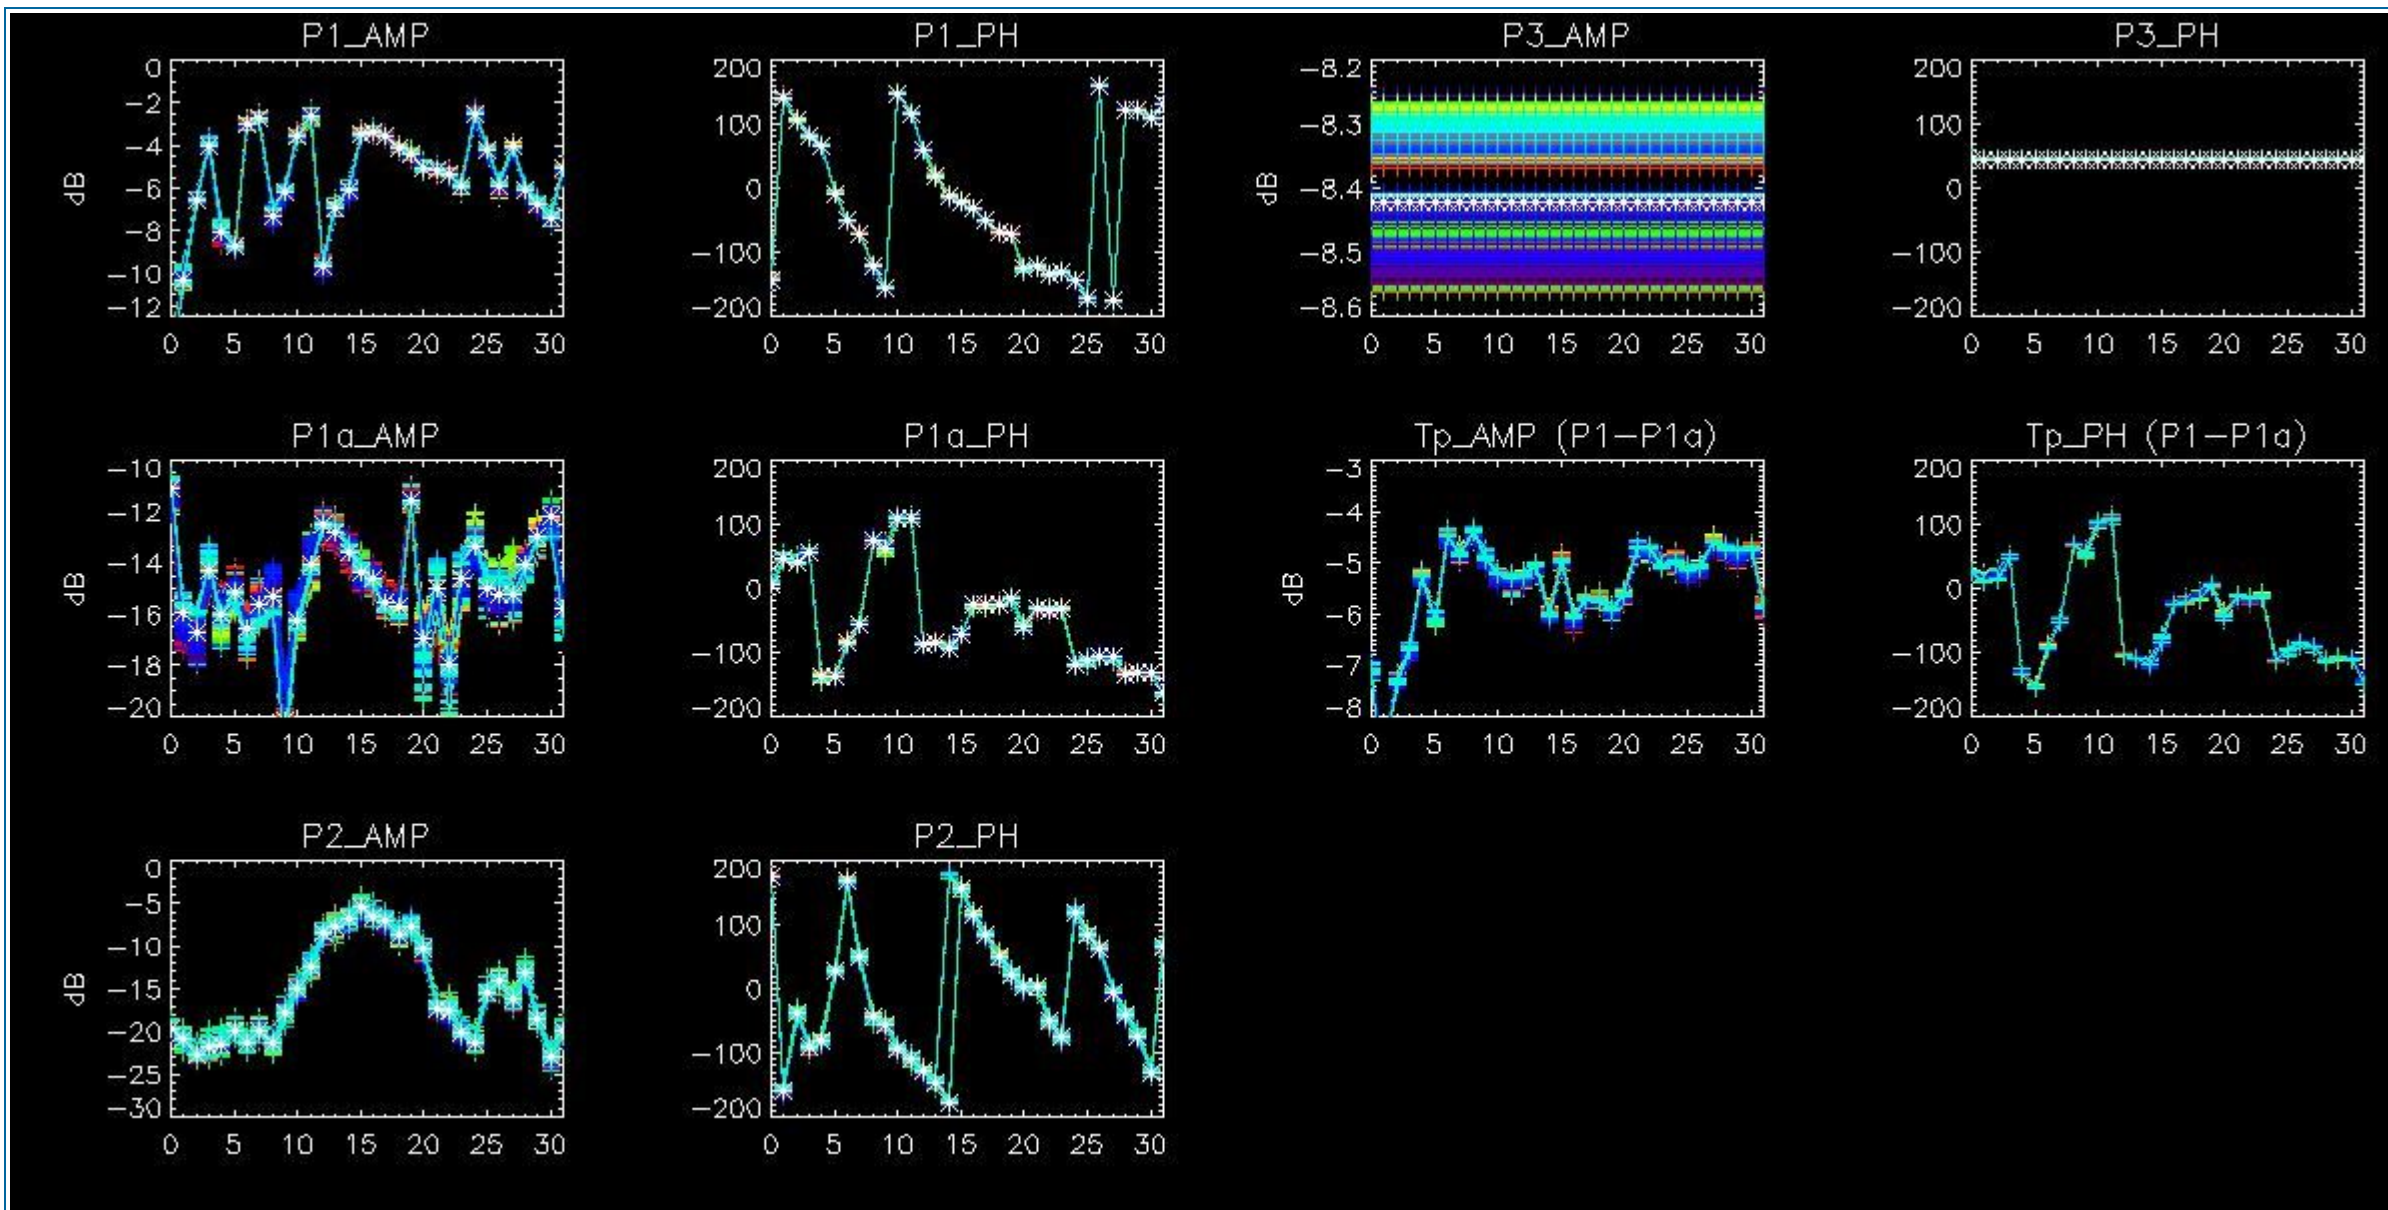 P1_AMP
0
−2
−4
−6
−8
−10
−12
dB
0 5 10 15 20 25 30
P1_PH
200
100
0
−100
−200
0 5 10 15 20 25 30
P3_AMP
−8.2
−8.3
−8.4
−8.5
−8.6
dB
0 5 10 15 20 25 30
P3_PH
200
100
0
−100
−200
0 5 10 15 20 25 30
P1a_AMP
−10
−12
−14
−16
−18
−20
dB
0 5 10 15 20 25 30
P1a_PH
200
100
0
−100
−200
0 5 10 15 20 25 30
Tp_AMP (P1−P1a)
−3
−4
−5
−6
−7
−8
dB
0 5 10 15 20 25 30
Tp_PH (P1−P1a)
200
100
0
−100
−200
0 5 10 15 20 25 30
P2_AMP
0
−5
−10
−15
−20
−25
−30
dB
0 5 10 15 20 25 30
P2_PH
200
100
0
−100
−200
0 5 10 15 20 25 30